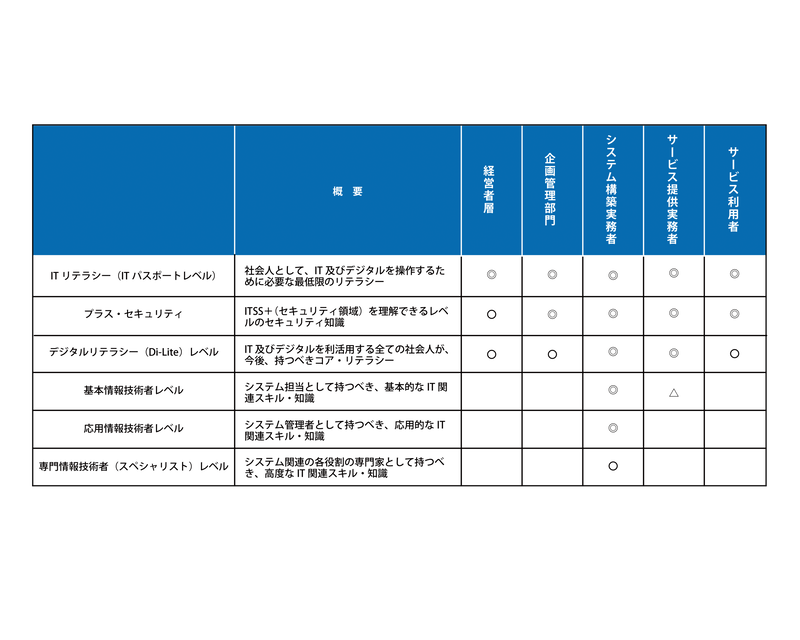 概　要
経営者層
企画管理部門
システム構築実務者
サービス提供実務者
サービス利用者
IT リテラシー（IT パスポートレベル）
社会人として、IT 及びデジタルを操作するた
めに必要な最低限のリテラシー
◎ ◎ ◎ ◎ ◎
プラス・セキュリティ
ITSS＋（セキュリティ領域）を理解できるレベ
ルのセキュリティ知識
○ ◎ ◎ ◎ ◎
デジタルリテラシー（Di-Lite）レベル
IT 及びデジタルを利活用する全ての社会人が、
今後、持つべきコア・リテラシー
○ ○ ◎ ◎ ○
基本情報技術者レベル
システム担当として持つべき、基本的な IT 関
連スキル・知識
◎ △
応用情報技術者レベル
システム管理者として持つべき、応用的な IT
関連スキル・知識
◎
専門情報技術者（スペシャリスト）レベル
システム関連の各役割の専門家として持つべ
き、高度な IT 関連スキル・知識
○